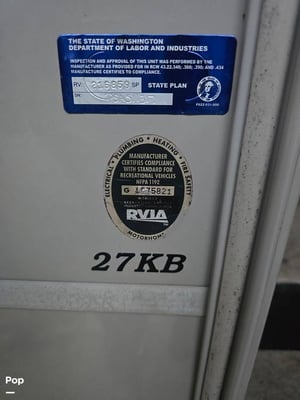 THE STATE OF WASHINGTON
DEPARTMENT OF LABOR AND INDUSTRIES
INSPECTION AND APPROVAL OF THIS UNIT WAS PERFORMED BY THE
MANUFACTURER AS PROVIDED FOR IN RCW 43.22.340, .360, .390, AND .434
MANUFACTURE CERTIFIES TO COMPLIANCE.
RV: SP STATE PLAN
SN:
ELECTRICAL • PLUMBING • HEATING • FIRE SAFETY
MANUFACTURER
CERTIFIES COMPLIANCE
WITH STANDARD FOR
RECREATIONAL VEHICLES
NFPA 1192
G
RVIA
MOTORHOME
27KB
Pop